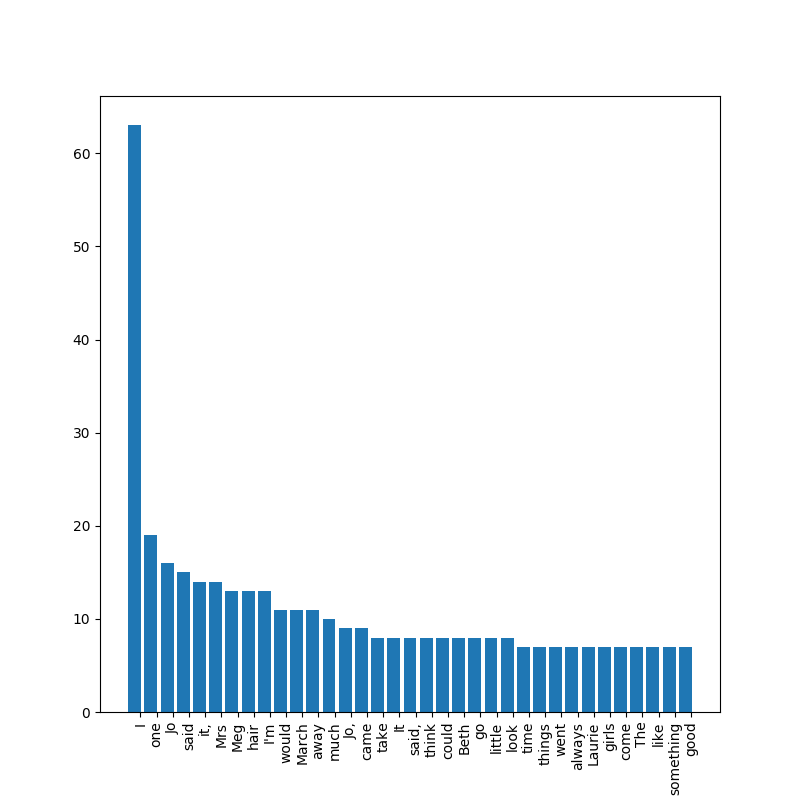 60
50
40
30
20
10
0
I
one
Jo
said
it,
Mrs
Meg
hair
I'm
would
March
away
much
Jo,
came
take
It
said,
think
could
Beth
go
little
look
time
things
went
always
Laurie
girls
come
The
like
something
good